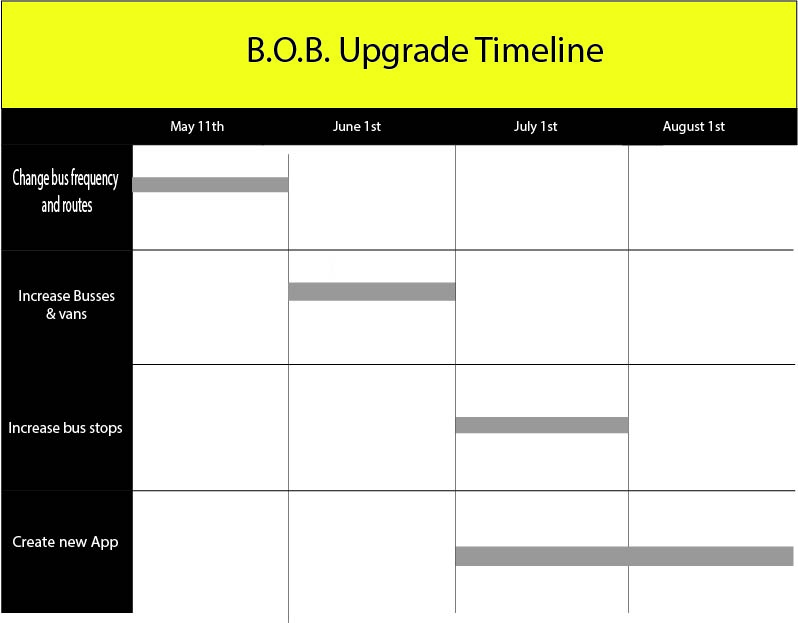 B.O.B. Upgrade Timeline
May 11th June 1st July 1st August 1st
Change bus frequency
and routes
Increase Busses
& vans
Increase bus stops
Create new App